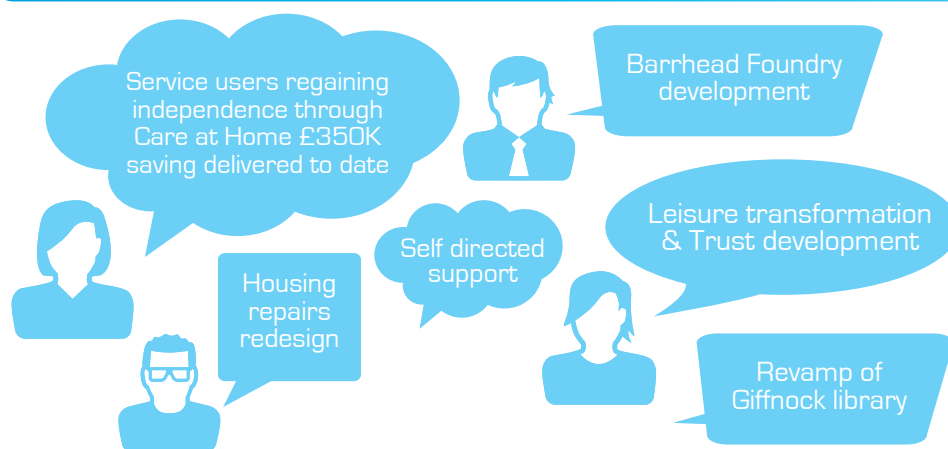 Service users regaining
independence through
Care at Home £350K
saving delivered to date
Barrhead Foundry
development
Self directed
support
Leisure transformation
& Trust development
Housing
repairs
redesign
Revamp of
Giffnock library